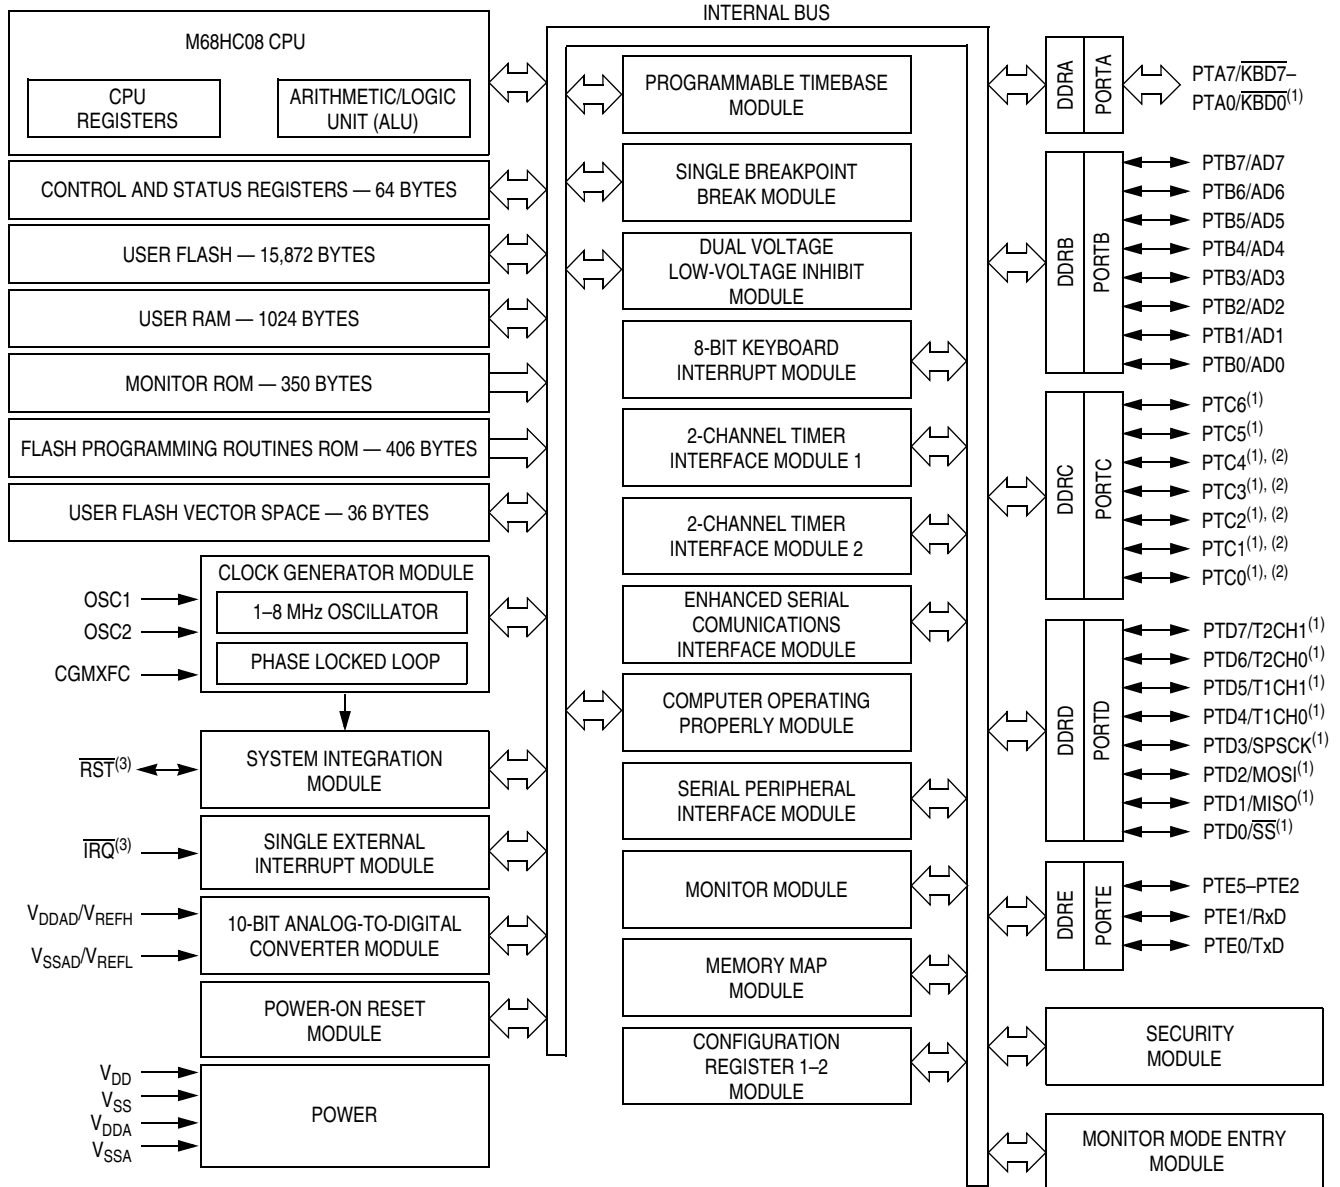 INTERNAL BUS
M68HC08 CPU
CPU
REGISTERS
ARITHMETIC/LOGIC
UNIT (ALU)
CONTROL AND STATUS REGISTERS — 64 BYTES
USER FLASH — 15,872 BYTES
USER RAM — 1024 BYTES
MONITOR ROM — 350 BYTES
FLASH PROGRAMMING ROUTINES ROM — 406 BYTES
USER FLASH VECTOR SPACE — 36 BYTES
CLOCK GENERATOR MODULE
1–8 MHz OSCILLATOR
PHASE LOCKED LOOP
OSC1
OSC2
CGMXFC
SYSTEM INTEGRATION
MODULE
RST(3)
SINGLE EXTERNAL
INTERRUPT MODULE
IRQ(3)
10-BIT ANALOG-TO-DIGITAL
CONVERTER MODULE
VDDAD/VREFH
VSSAD/VREFL
POWER-ON RESET
MODULE
POWER
VDD
VSS
VDDA
VSSA
PROGRAMMABLE TIMEBASE
MODULE
SINGLE BREAKPOINT
BREAK MODULE
DUAL VOLTAGE
LOW-VOLTAGE INHIBIT
MODULE
8-BIT KEYBOARD
INTERRUPT MODULE
2-CHANNEL TIMER
INTERFACE MODULE 1
2-CHANNEL TIMER
INTERFACE MODULE 2
ENHANCED SERIAL
COMUNICATIONS
INTERFACE MODULE
COMPUTER OPERATING
PROPERLY MODULE
SERIAL PERIPHERAL
INTERFACE MODULE
MONITOR MODULE
MEMORY MAP
MODULE
CONFIGURATION
REGISTER 1–2
MODULE
DDRA
PORTA
PTA7/KBD7–
PTA0/KBD0(1)
DDRB
PORTB
PTB7/AD7
PTB6/AD6
PTB5/AD5
PTB4/AD4
PTB3/AD3
PTB2/AD2
PTB1/AD1
PTB0/AD0
DDRC
PORTC
PTC6(1)
PTC5(1)
PTC4(1), (2)
PTC3(1), (2)
PTC2(1), (2)
PTC1(1), (2)
PTC0(1), (2)
DDRD
PORTD
PTD7/T2CH1(1)
PTD6/T2CH0(1)
PTD5/T1CH1(1)
PTD4/T1CH0(1)
PTD3/SPSCK(1)
PTD2/MOSI(1)
PTD1/MISO(1)
PTD0/SS(1)
DDRE
PORTE
PTE5–PTE2
PTE1/RxD
PTE0/TxD
SECURITY
MODULE
MONITOR MODE ENTRY
MODULE